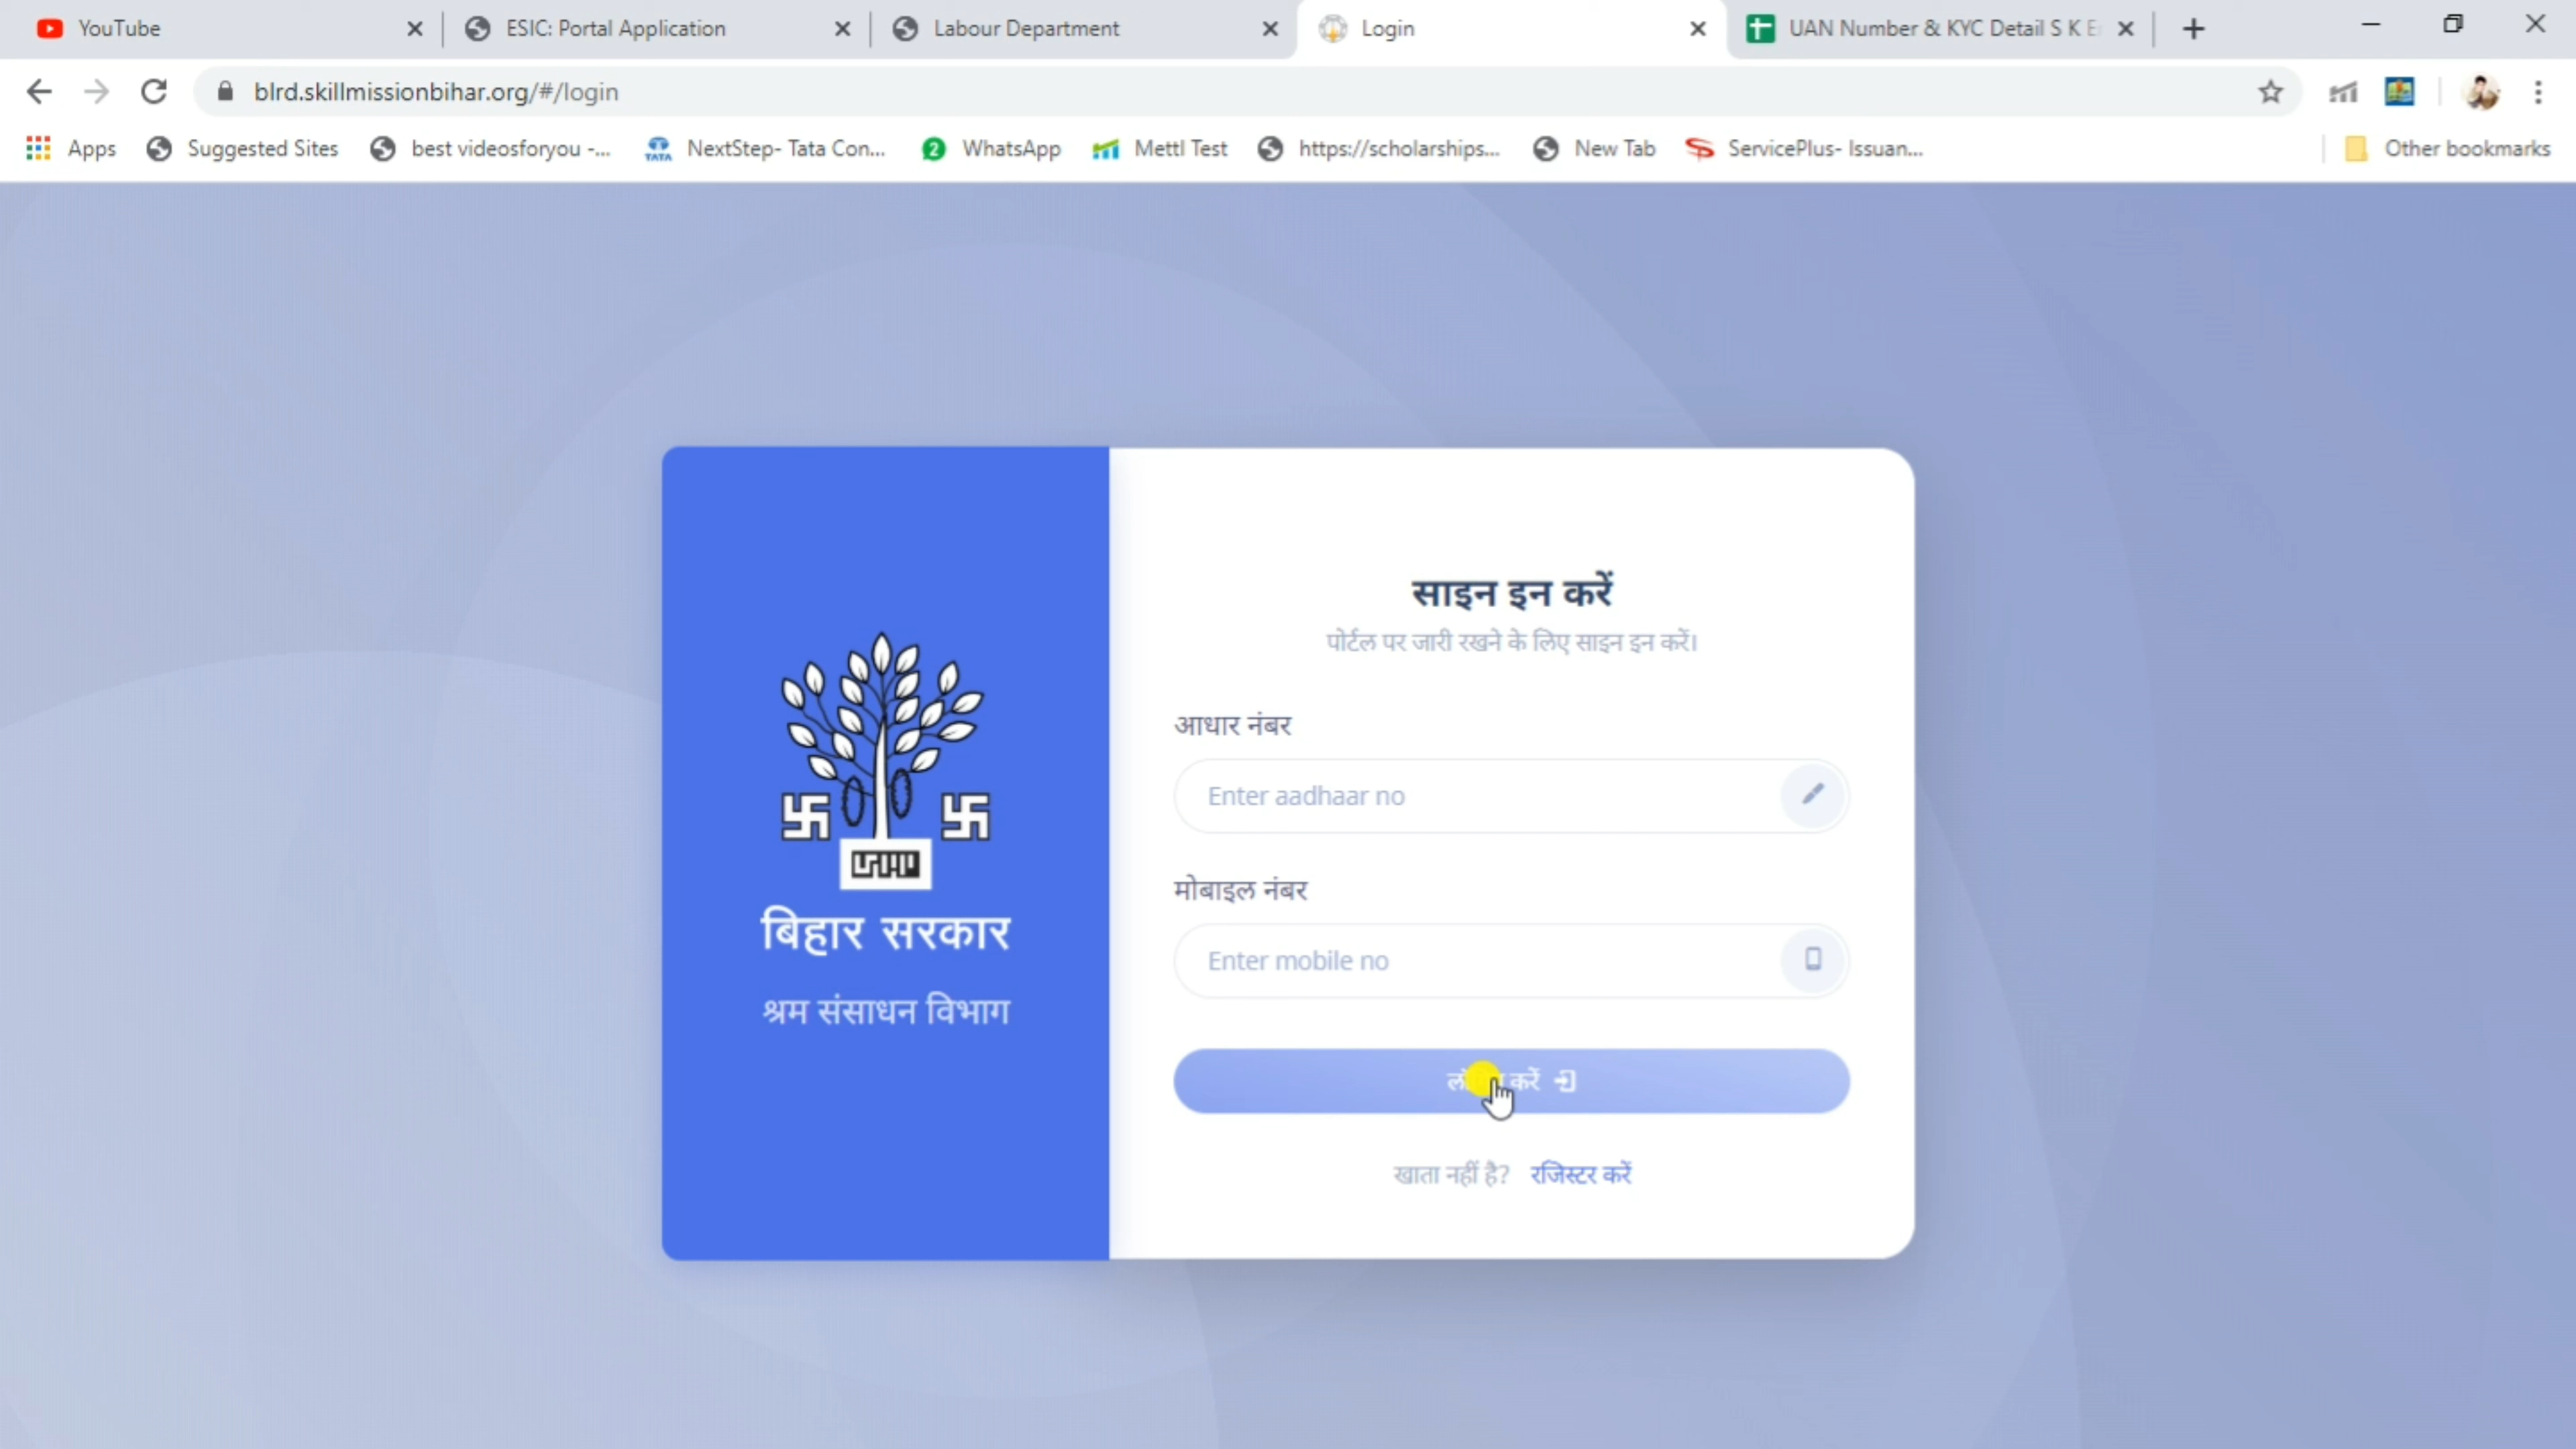 YouTube
ESIC: Portal Application
Labour Department
Login
UAN Number & KYC Detail S K
blrd.skillmissionbihar.org/#/login
Apps
Suggested Sites
best videosforyou -...
TATA
NextStep- Tata Con...
2
WhatsApp
Mettl Test
https://scholarships...
New Tab
ServicePlus- Issuan...
Other bookmarks
बिहार सरकार
श्रम संसाधन विभाग
साइन इन करें
पोर्टल पर जारी रखने के लिए साइन इन करें।
आधार नंबर
Enter aadhaar no
मोबाइल नंबर
Enter mobile no
करें
खाता नहीं है? रजिस्टर करें